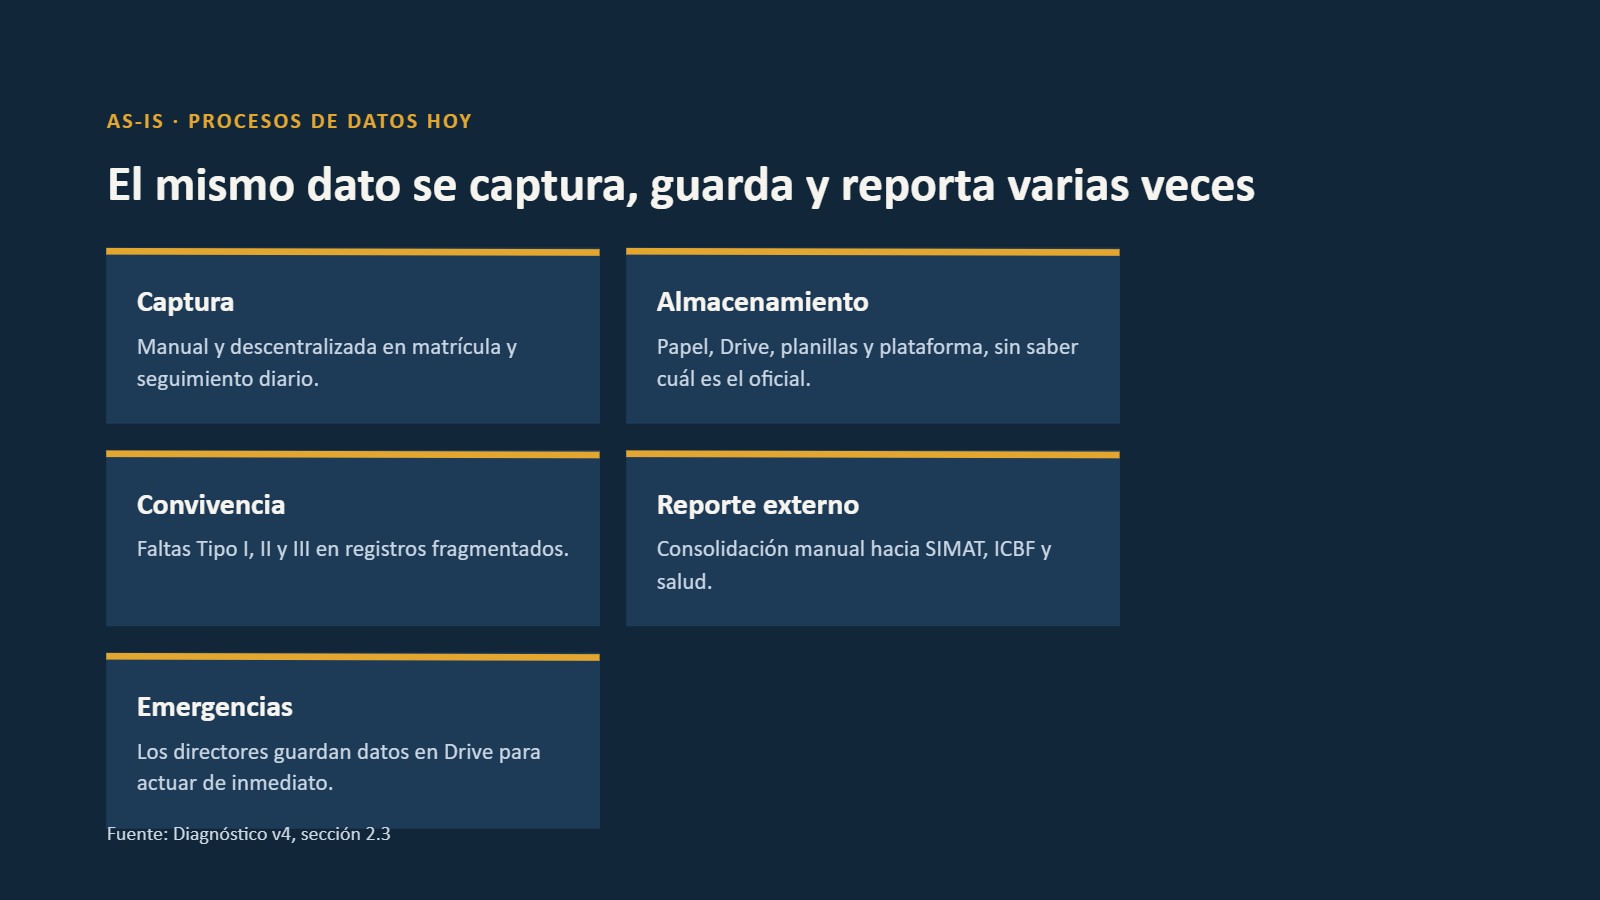 AS-IS · PROCESOS DE DATOS HOY
El mismo dato se captura, guarda y reporta varias veces
Captura
Manual y descentralizada en matrícula y
seguimiento diario.
Almacenamiento
Papel, Drive, planillas y plataforma, sin saber
cuál es el oficial.
Convivencia
Faltas Tipo I, II y III en registros fragmentados.
Reporte externo
Consolidación manual hacia SIMAT, ICBF y
salud.
Emergencias
Los directores guardan datos en Drive para
actuar de inmediato.
Fuente: Diagnóstico v4, sección 2.3